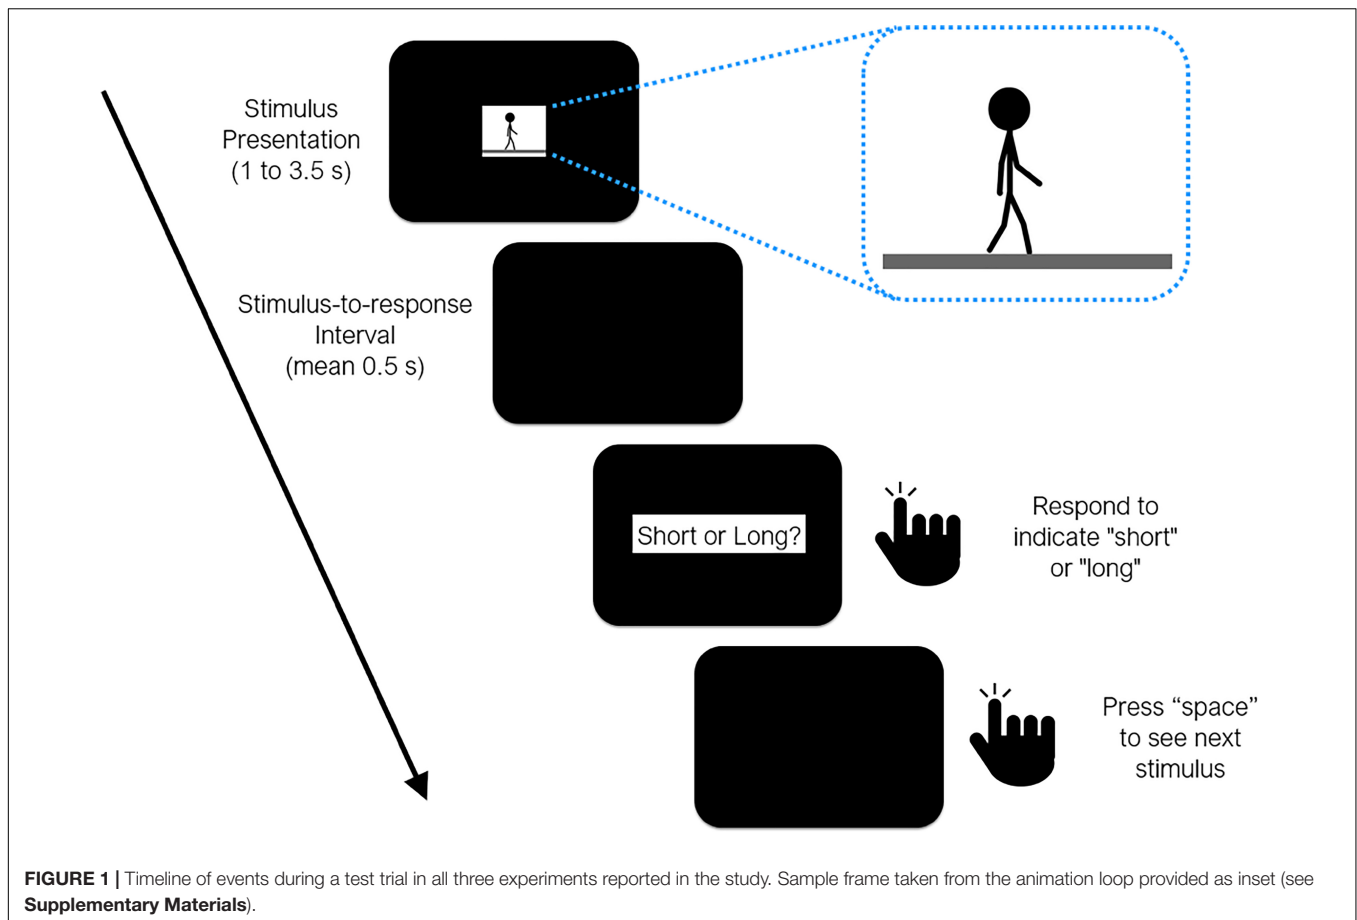 Stimulus
Presentation
(1 to 3.5 s)
Stimulus-to-response
Interval
(mean 0.5 s)
Short or Long?
Respond to
indicate "short"
or "long"
Press “space”
to see next
stimulus
FIGURE 1 | Timeline of events during a test trial in all three experiments reported in the study. Sample frame taken from the animation loop provided as inset (see
Supplementary Materials).